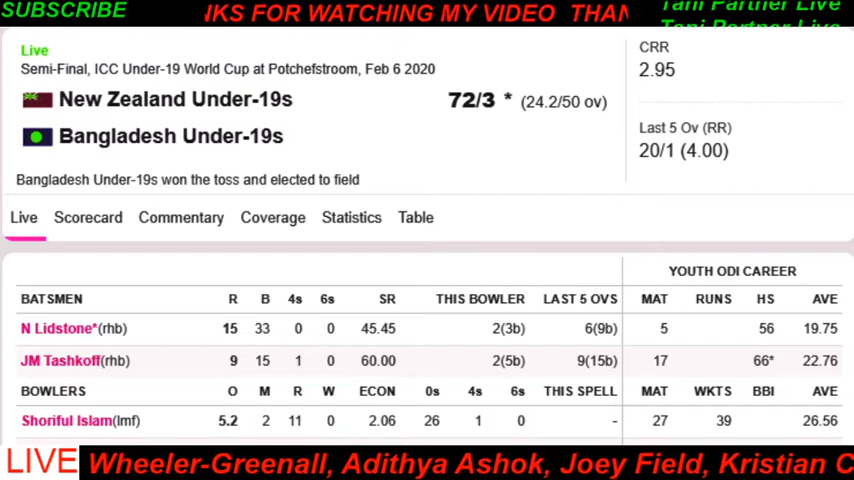 SUBSCRIBE
NKS FOR WATCHING MY VIDEO THAN
Tani Partner Live
Tani Partner Live
Live
Semi-Final, ICC Under-19 World Cup at Potchefstroom, Feb 6 2020
New Zealand Under-19s 72/3 * (24.2/50 ov)
Bangladesh Under-19s
Bangladesh Under-19s won the toss and elected to field
CRR
2.95
Last 5 Ov (RR)
20/1 (4.00)
Live Scorecard Commentary Coverage Statistics Table
YOUTH ODI CAREER
BATSMEN R B 4s 6s SR THIS BOWLER LAST 5 OVS MAT RUNS HS AVE
N Lidstone*(rhb) 15 33 0 0 45.45 2(3b) 6(9b) 5 56 19.75
JM Tashkoff(rhb) 9 15 1 0 60.00 2(5b) 9(15b) 17 66* 22.76
BOWLERS O M R W ECON 0s 4s 6s THIS SPELL MAT WKTS BBI AVE
Shoriful Islam(lmf) 5.2 2 11 0 2.06 26 1 0 - 27 39 26.56
LIVE Wheeler-Greenall, Adithya Ashok, Joey Field, Kristian C